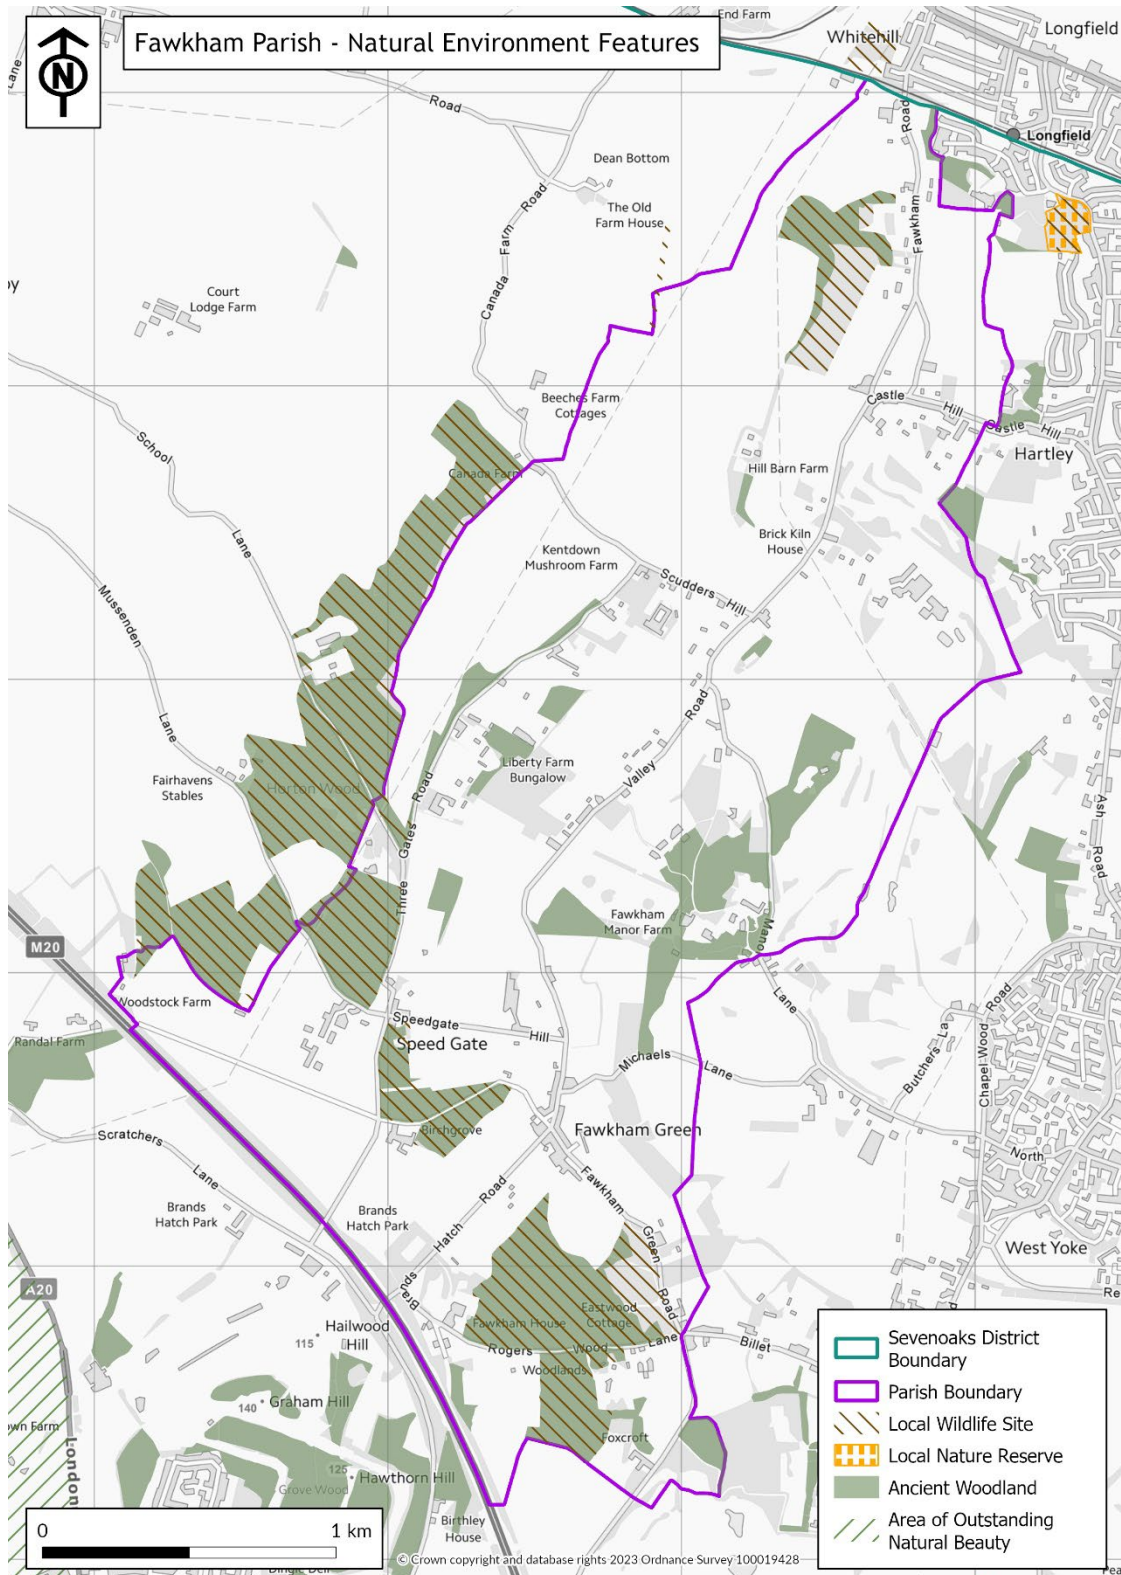 Fawkham Parish - Natural Environment Features
N
End Farm
Whitehill
Longfield
Lane
Road
Road
Longfield
Dean Bottom
The Old
Farm House
Canada Farm Road
Fawkham
Court
Lodge Farm
Beeches Farm
Cottages
Castle Hill
Castle Hill
Hartley
School
Lane
Canada Farm
Hill Barn Farm
Brick Kiln
House
Kentdown
Mushroom Farm
Scudders Hill
Mussenden
Lane
Fairhavens
Stables
Horton Wood
Liberty Farm
Bungalow
Valley Road
Three Gates Road
Ash Road
Fawkham
Manor Farm
Manor
Lane
M20
Woodstock Farm
Randal Farm
Speedgate Hill
Speed Gate
Michaels Lane
Butchers La
Chapel Wood Road
Birchgrove
Fawkham Green
North
Scratchers Lane
Brands
Hatch Park
Brands
Hatch Park
Brands Hatch Road
Fawkham Green Road
West Yoke
A20
Eastwood
Cottage
Fawkham House
Rogers Wood Lane
Billet
Woodlands
115
Hailwood
Hill
140
Graham Hill
Foxcroft
London
125
Hawthorn Hill
Grove Wood
Birthley
House
Sevenoaks District
Boundary
Parish Boundary
Local Wildlife Site
Local Nature Reserve
Ancient Woodland
Area of Outstanding
Natural Beauty
0 1 km
© Crown copyright and database rights 2023 Ordnance Survey 100019428